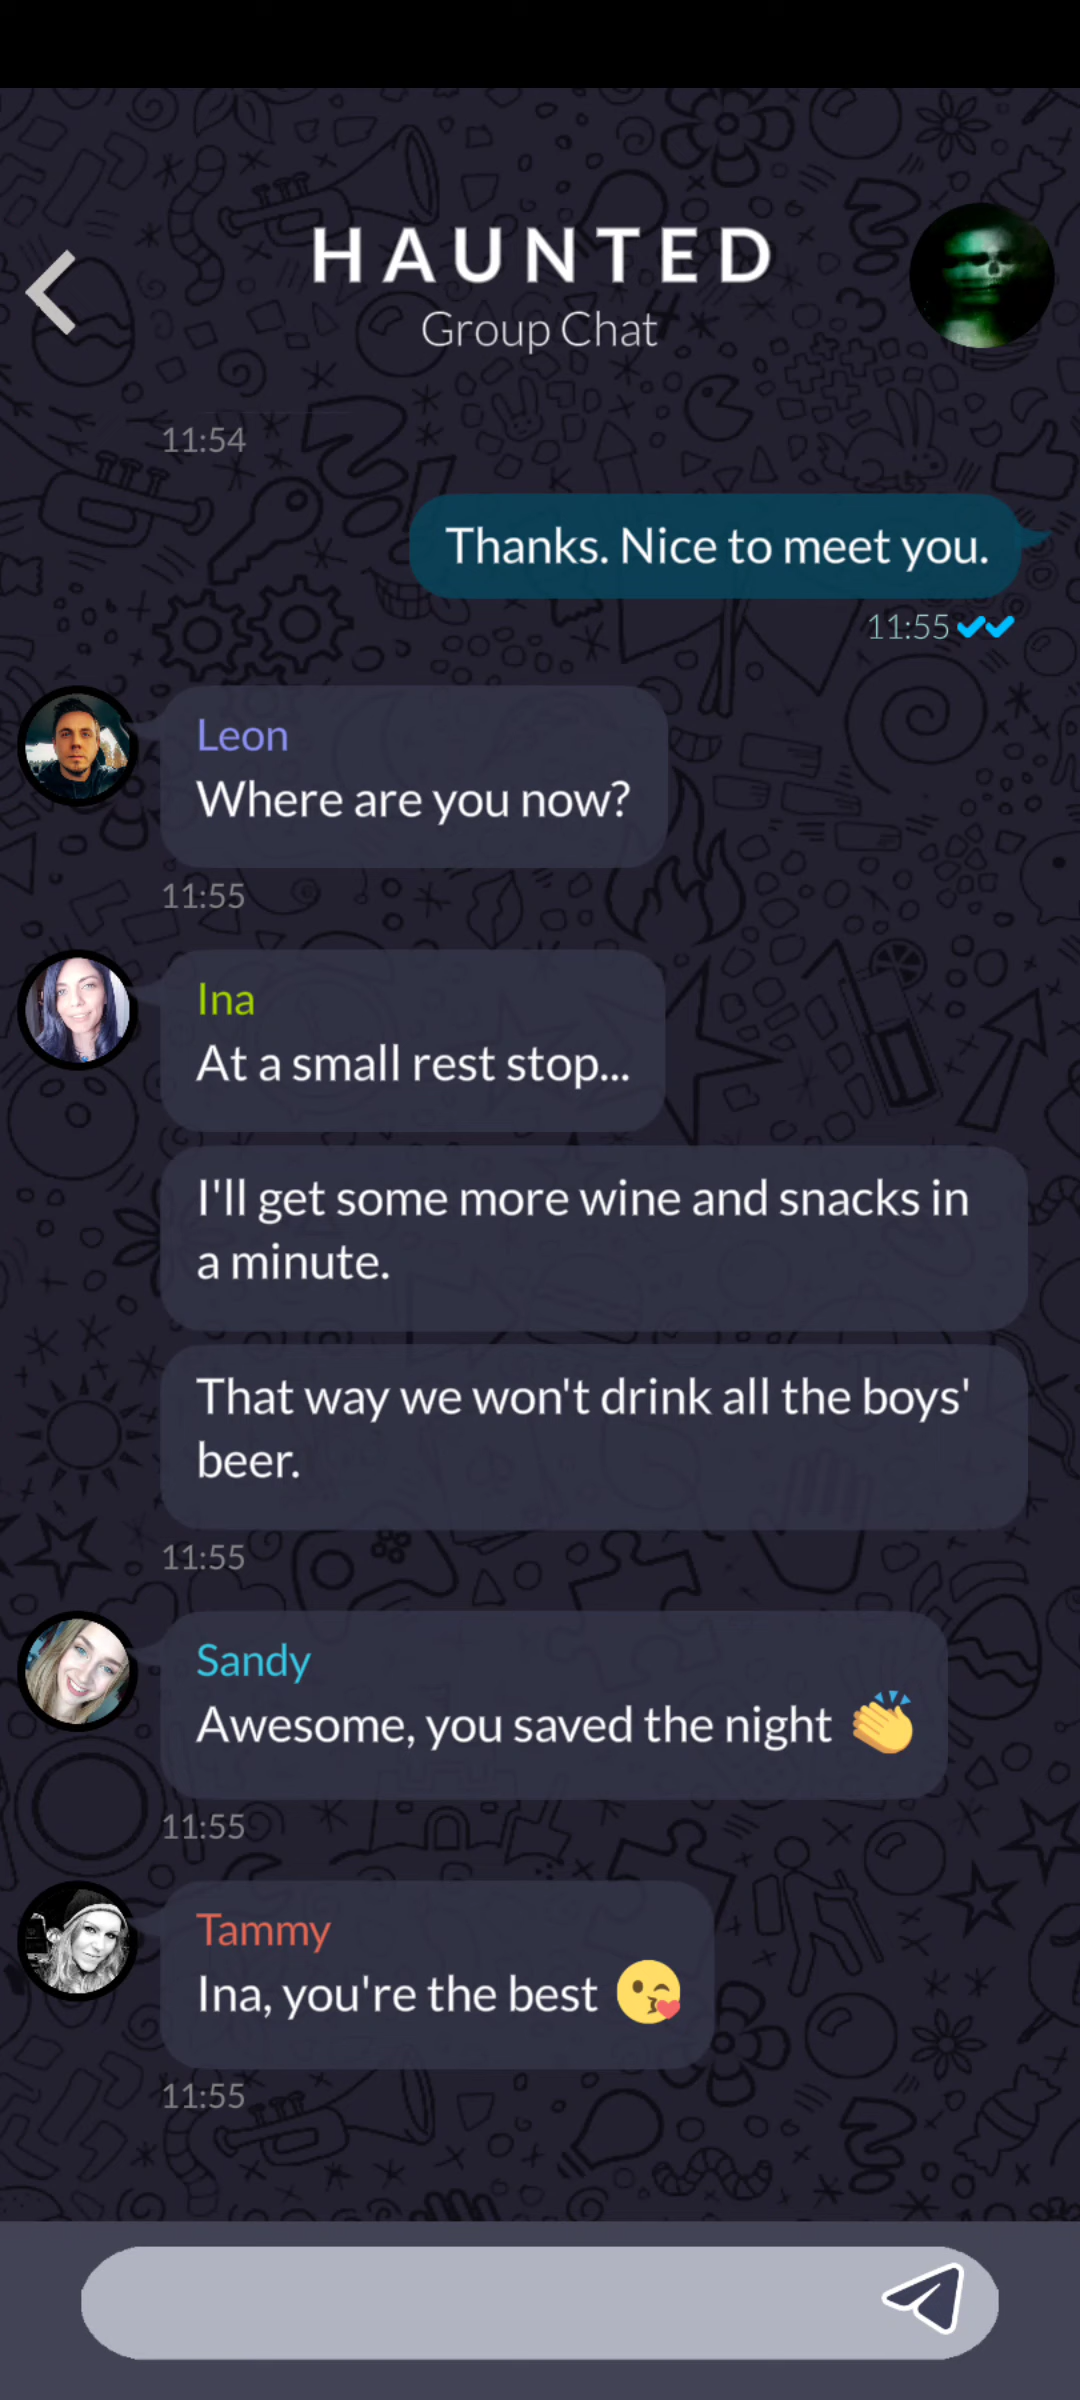 HAUNTED
Group Chat
11:54
Thanks. Nice to meet you.
11:55
Leon
Where are you now?
11:55
Ina
At a small rest stop...
I'll get some more wine and snacks in
a minute.
That way we won't drink all the boys'
beer.
11:55
Sandy
Awesome, you saved the night 👏
11:55
Tammy
Ina, you're the best 😘
11:55